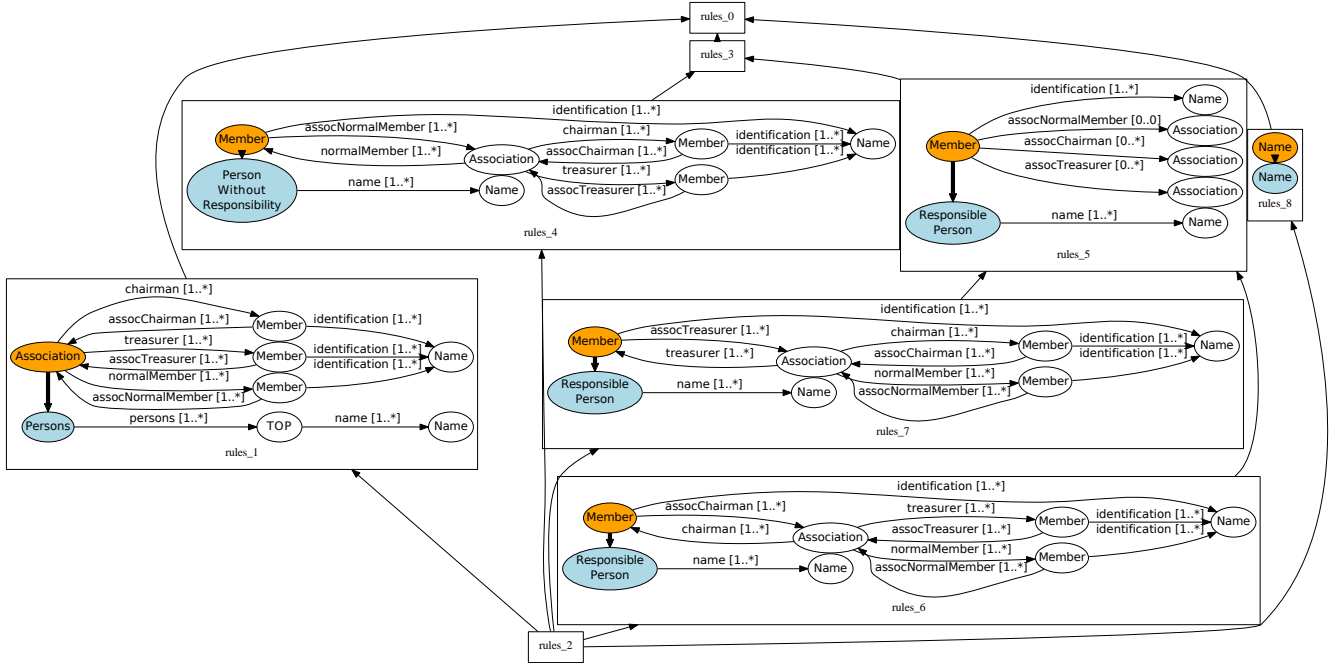 rules_0
rules_3
identification [1..*]
Member
assocNormalMember [1..*]
chairman [1..*]
Member
identification [1..*]
Name
normalMember [1..*]
Association
assocChairman [1..*]
identification [1..*]
treasurer [1..*]
Person
Without
Responsibility
name [1..*]
Name
assocTreasurer [1..*]
Member
rules_4
identification [1..*]
Name
assocNormalMember [0..0]
Association
Member
assocChairman [0..*]
Association
assocTreasurer [0..*]
Association
Responsible
Person
name [1..*]
Name
rules_5
Name
Name
rules_8
chairman [1..*]
assocChairman [1..*]
Member
identification [1..*]
treasurer [1..*]
Association
assocTreasurer [1..*]
Member
identification [1..*]
Name
identification [1..*]
normalMember [1..*]
Member
assocNormalMember [1..*]
Persons
persons [1..*]
TOP
name [1..*]
Name
rules_1
identification [1..*]
Member
assocTreasurer [1..*]
chairman [1..*]
Member
identification [1..*]
Name
treasurer [1..*]
Association
assocChairman [1..*]
identification [1..*]
normalMember [1..*]
Responsible
Person
name [1..*]
Name
assocNormalMember [1..*]
Member
rules_7
identification [1..*]
Member
assocChairman [1..*]
treasurer [1..*]
Member
identification [1..*]
Name
chairman [1..*]
Association
assocTreasurer [1..*]
identification [1..*]
normalMember [1..*]
Responsible
Person
name [1..*]
Name
assocNormalMember [1..*]
Member
rules_6
rules_2